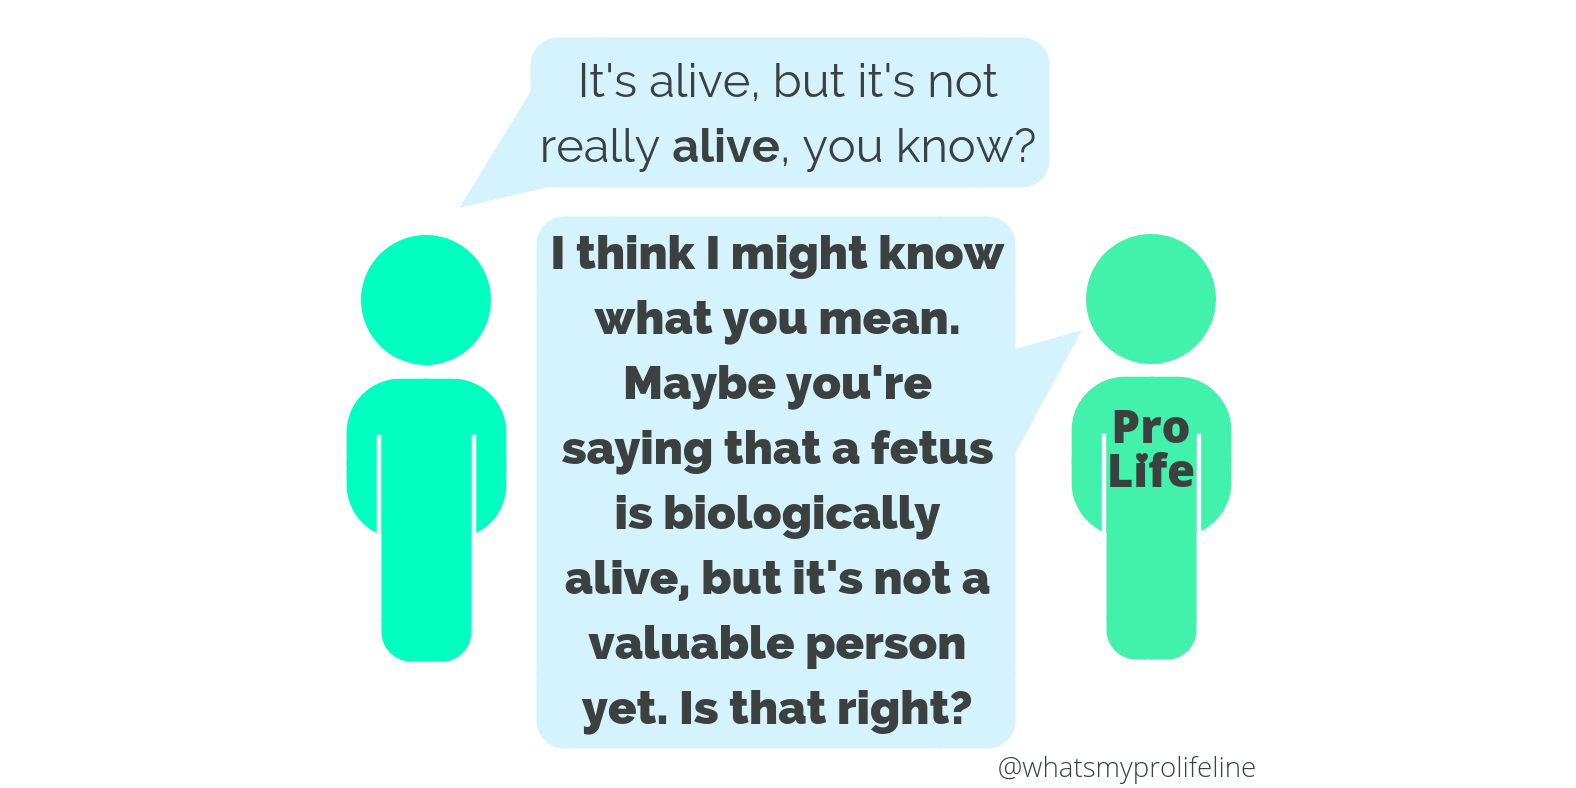 It's alive, but it's not
really alive, you know?
I think I might know
what you mean.
Maybe you're
saying that a fetus
is biologically
alive, but it's not a
valuable person
yet. Is that right?
Pro
Life
@whatsmyprolifeline